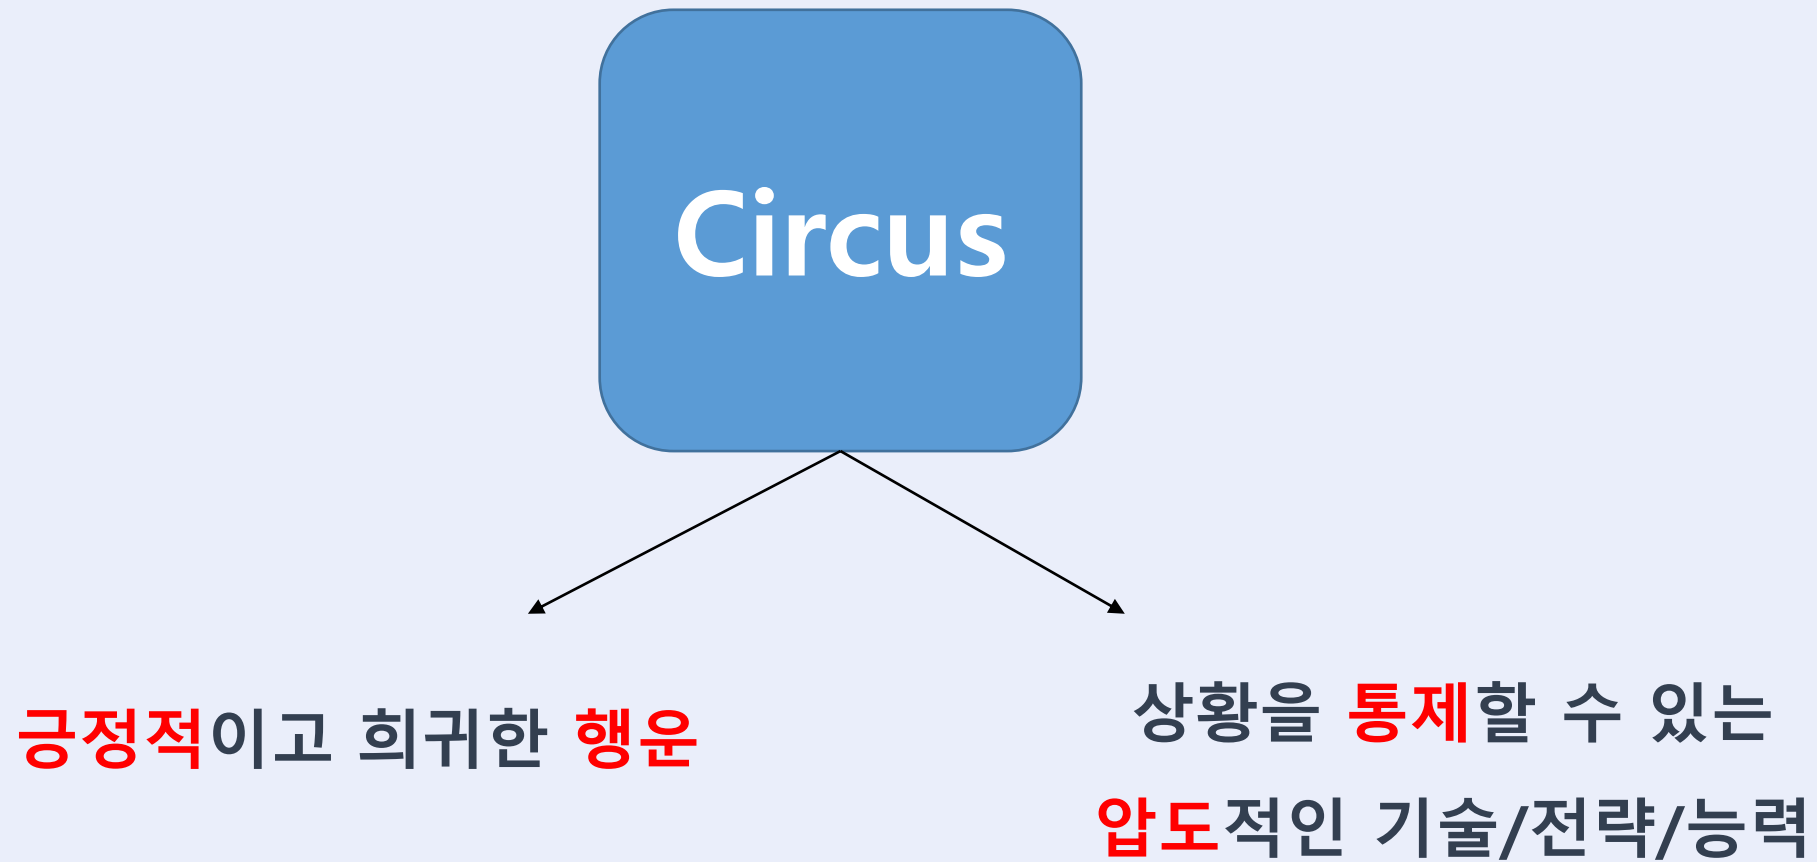 Circus
긍정적이고 희귀한 행운
상황을 통제할 수 있는
압도적인 기술/전략/능력